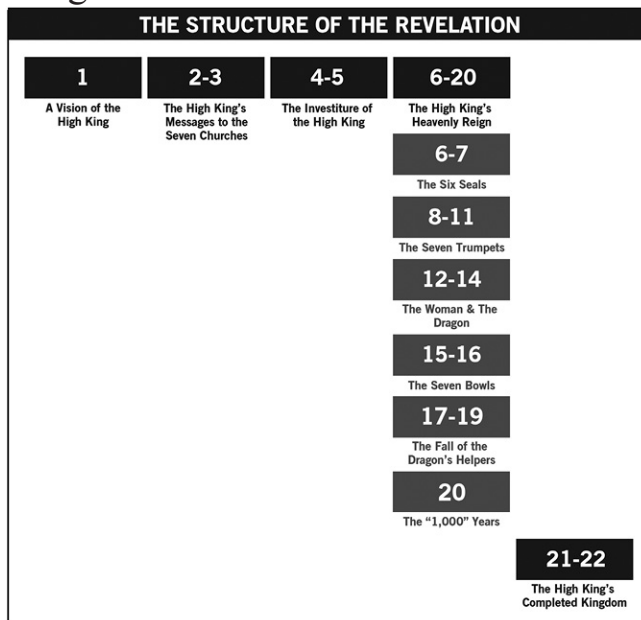 THE STRUCTURE OF THE REVELATION
1
A Vision of the
High King
2-3
The High King's
Messages to the
Seven Churches
4-5
The Investiture of
the High King
6-20
The High King's
Heavenly Reign
6-7
The Six Seals
8-11
The Seven Trumpets
12-14
The Woman & The
Dragon
15-16
The Seven Bowls
17-19
The Fall of the
Dragon's Helpers
20
The “1,000” Years
21-22
The High King's
Completed Kingdom